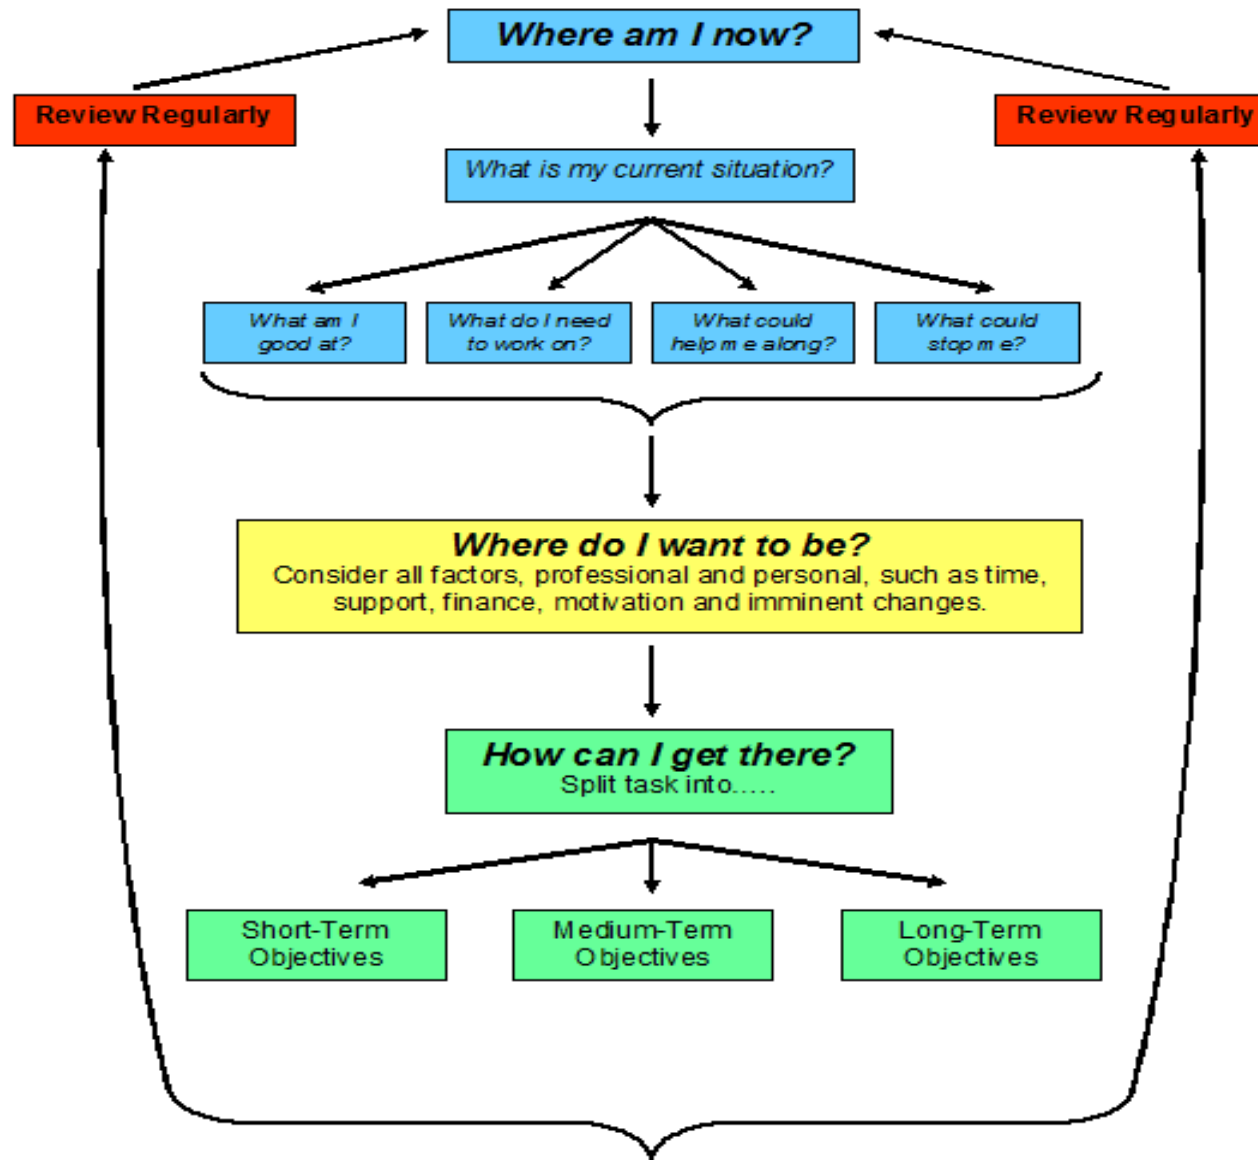 Where am I now?
Review Regularly
Review Regularly
What is my current situation?
What am I
good at?
What do I need
to work on?
What could
help me along?
What could
stop me?
Where do I want to be?
Consider all factors, professional and personal, such as time,
support, finance, motivation and imminent changes.
How can I get there?
Split task into.....
Short-Term
Objectives
Medium-Term
Objectives
Long-Term
Objectives